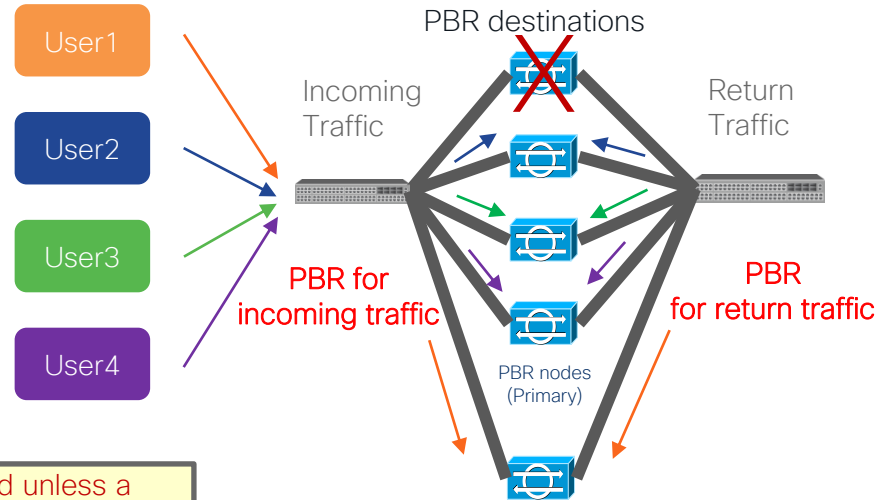 User1
User2
User3
User4
Incoming
Traffic
PBR destinations
Return
Traffic
PBR for
incoming traffic
PBR
for return traffic
PBR nodes
(Primary)
d unless a